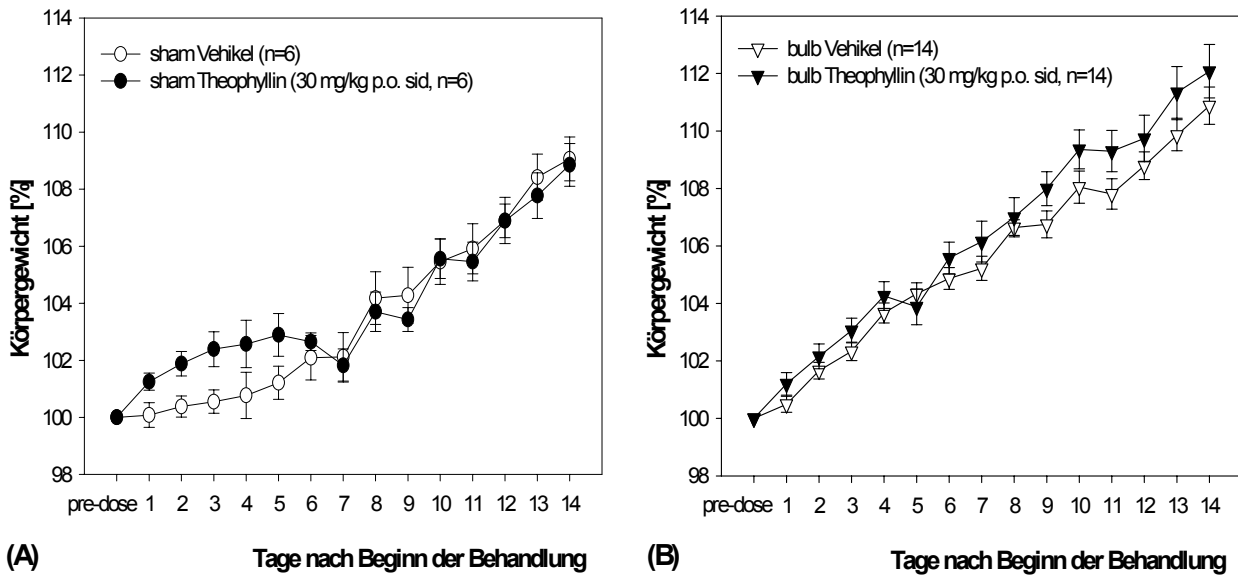 114
112
110
108
106
104
102
100
98
Körpergewicht [%]
sham Vehikel (n=6)
sham Theophyllin (30 mg/kg p.o. sid, n=6)
pre-dose 1 2 3 4 5 6 7 8 9 10 11 12 13 14
(A) Tage nach Beginn der Behandlung
114
112
110
108
106
104
102
100
98
Körpergewicht [%]
bulb Vehikel (n=14)
bulb Theophyllin (30 mg/kg p.o. sid, n=14)
pre-dose 1 2 3 4 5 6 7 8 9 10 11 12 13 14
(B) Tage nach Beginn der Behandlung